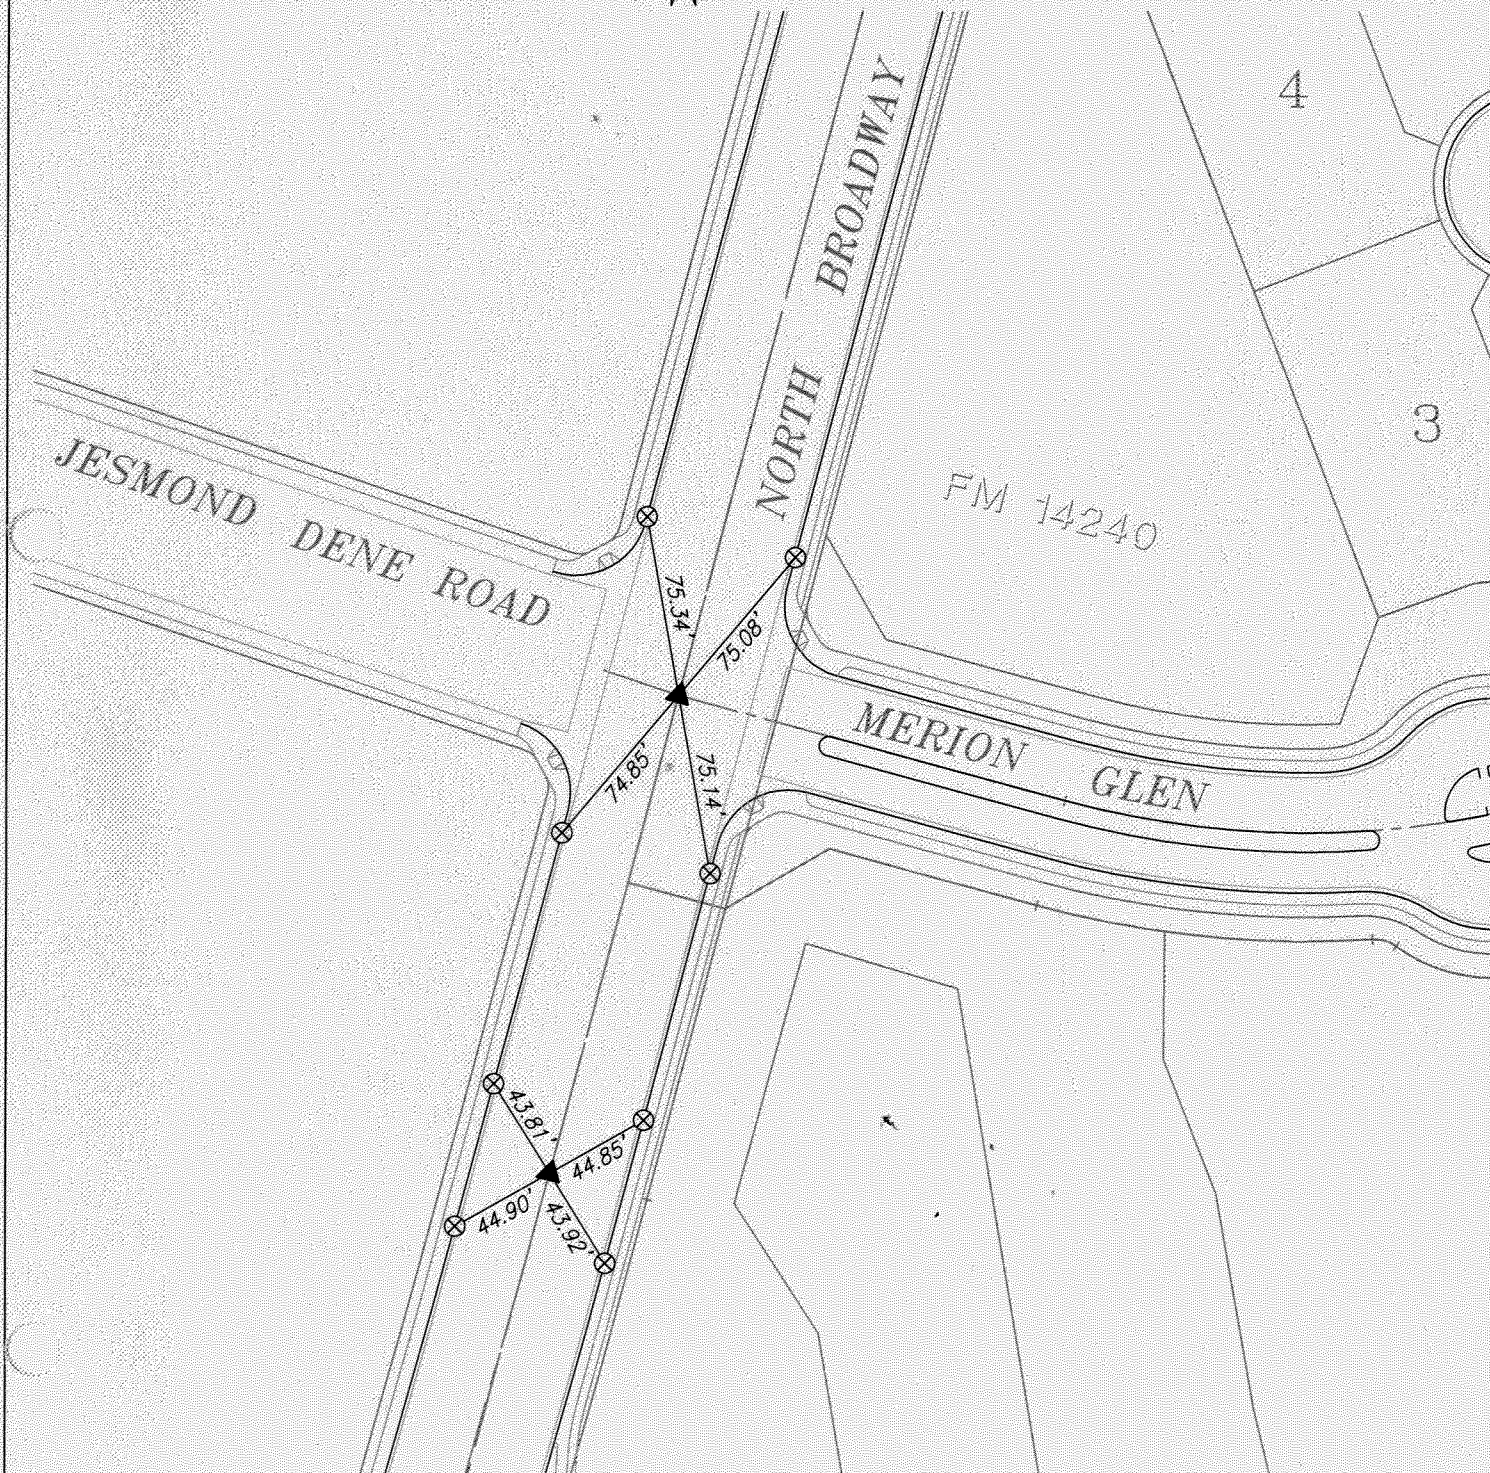 4
NORTH BROADWAY
3
JESMOND DENE ROAD
FM 14240
75.34'
75.08'
MERION GLEN
74.85'
75.14'
43.81'
44.85'
44.90'
43.92'